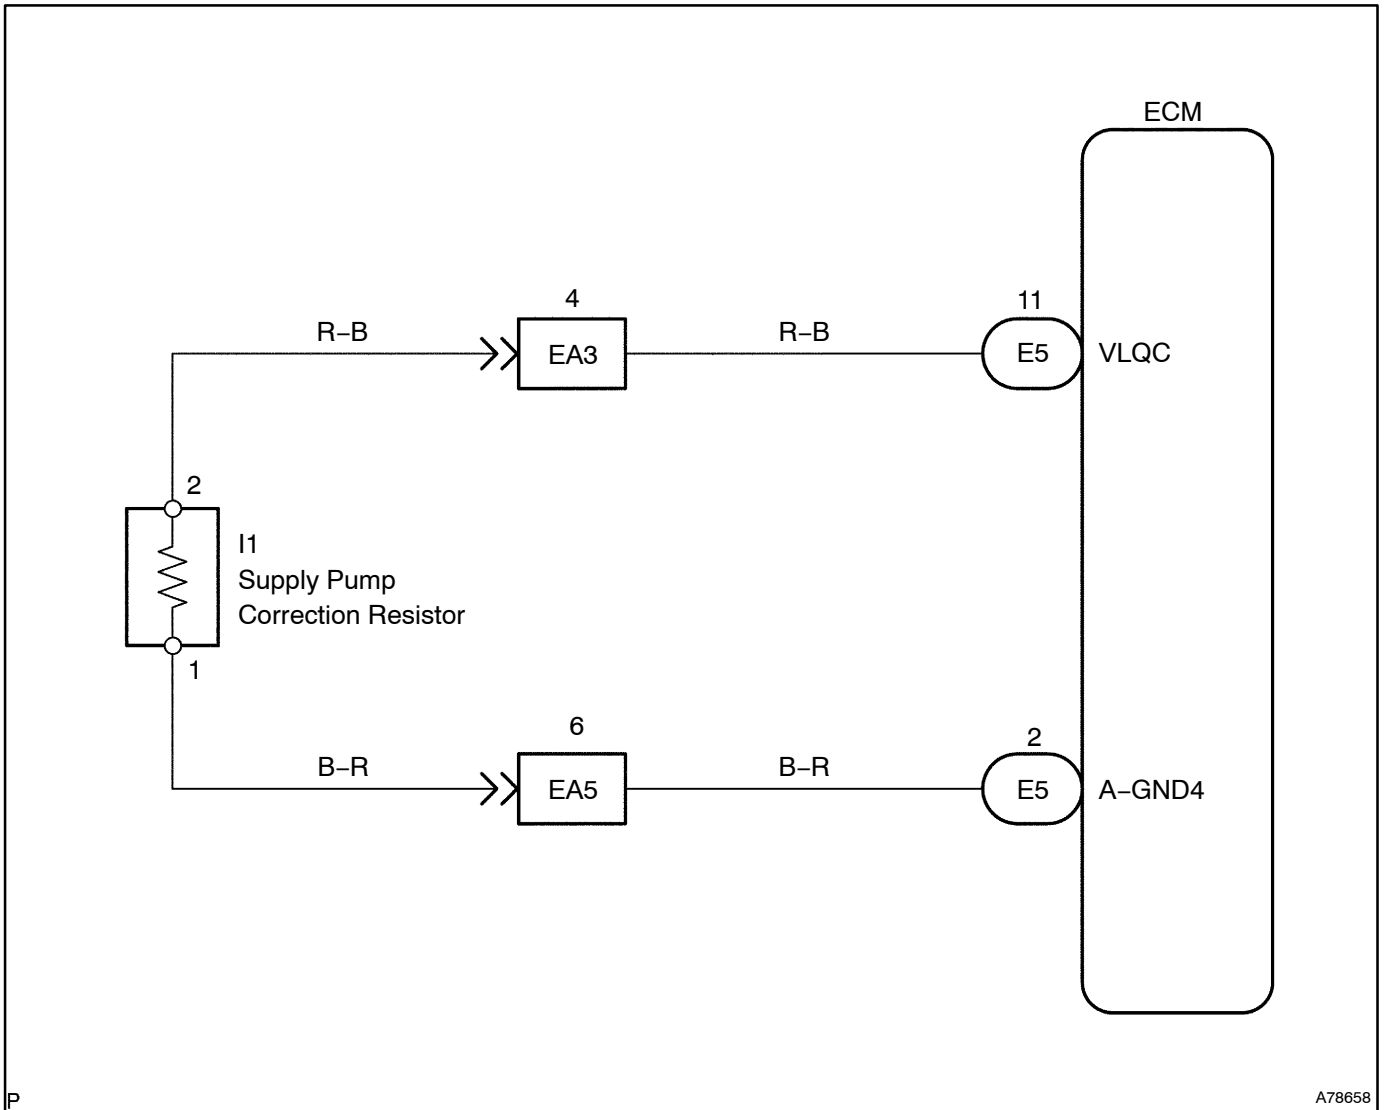 ECM
4
11
R–B
R–B
EA3
E5
VLQC
2
I1
Supply Pump
Correction Resistor
1
6
2
B–R
B–R
EA5
E5
A–GND4
P
A78658